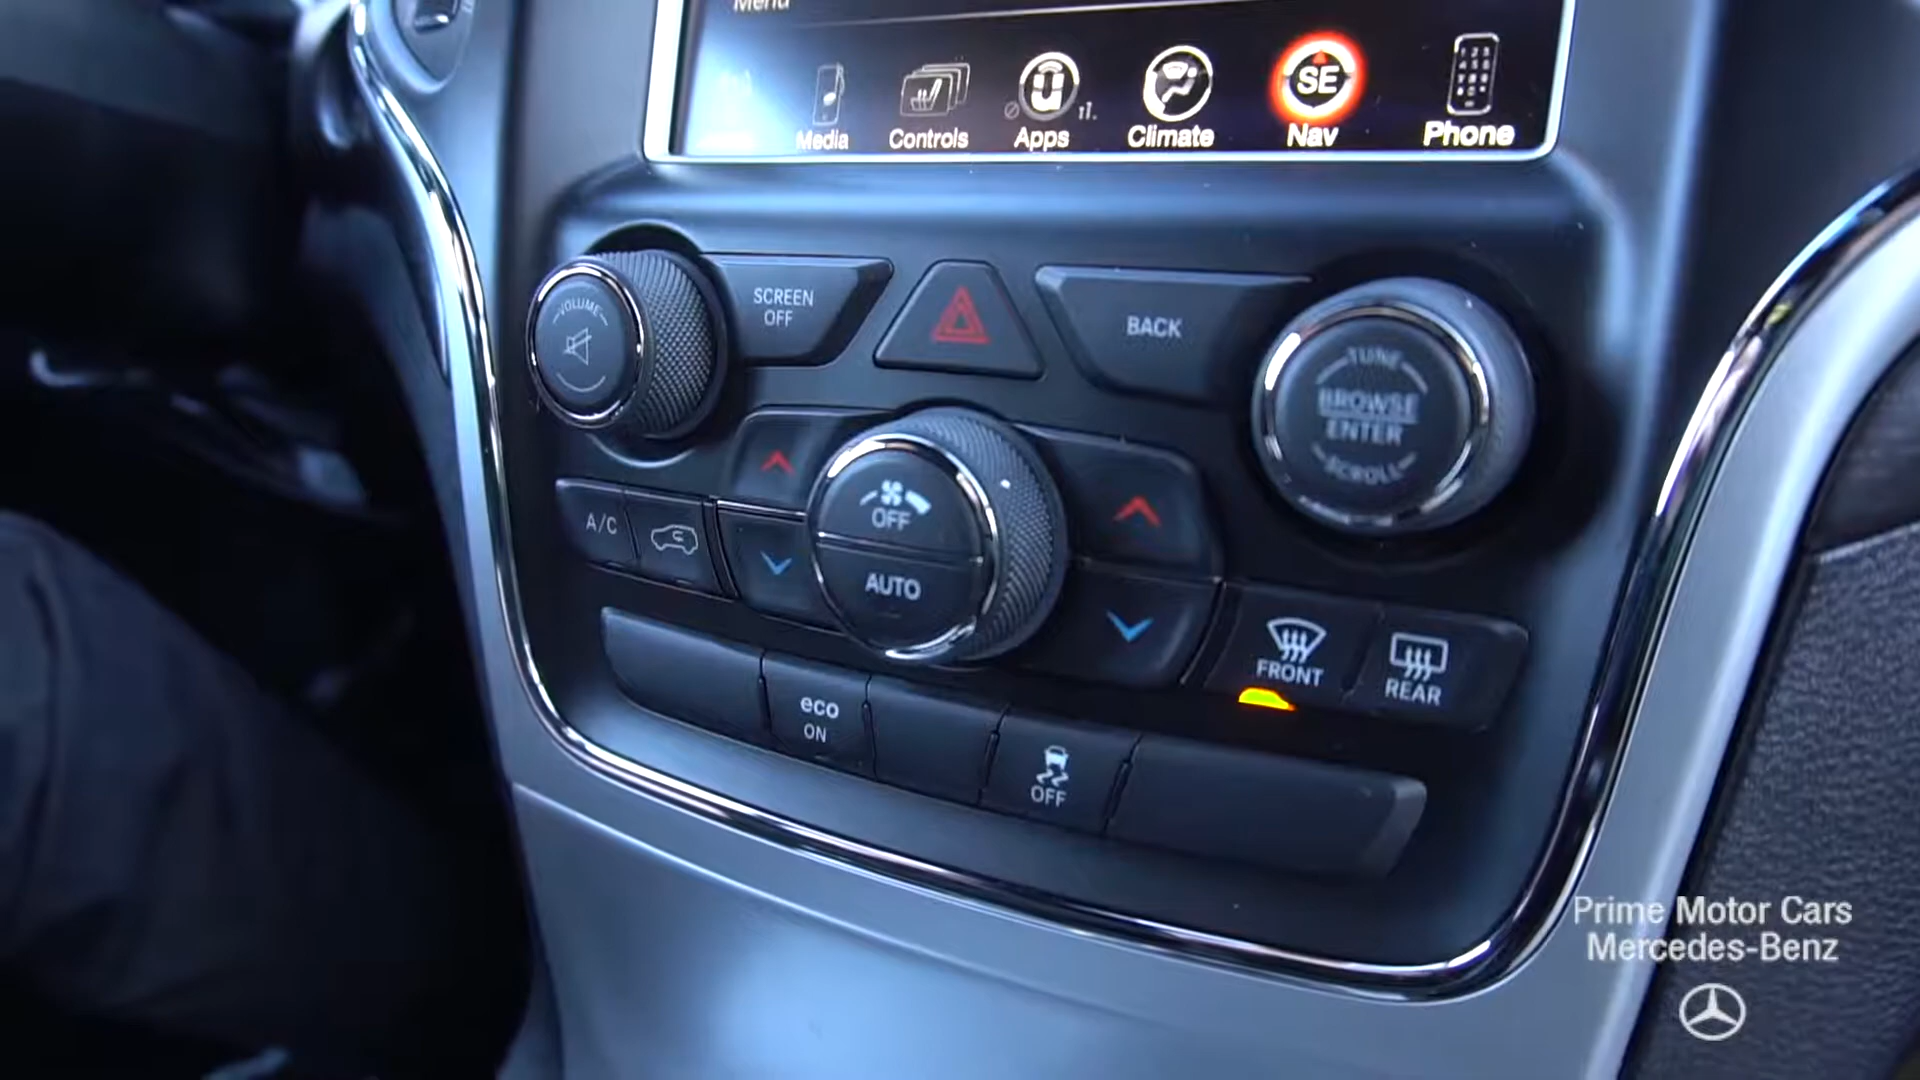 Menu
Media
Controls
Apps
Climate
SE
Nav
Phone
VOLUME
SCREEN
OFF
BACK
TUNE
BROWSE
ENTER
SCROLL
OFF
AUTO
A/C
FRONT
REAR
eco
ON
OFF
Prime Motor Cars
Mercedes-Benz